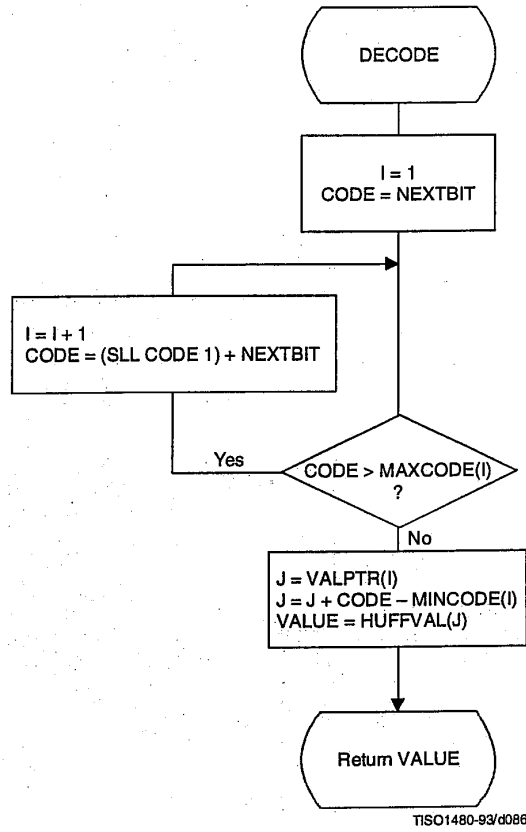 DECODE
I = 1
CODE = NEXTBIT
I = I + 1
CODE = (SLL CODE 1) + NEXTBIT
Yes
CODE > MAXCODE(I)
?
No
J = VALPTR(I)
J = J + CODE – MINCODE(I)
VALUE = HUFFVAL(J)
Return VALUE
TISO1480-93/d086